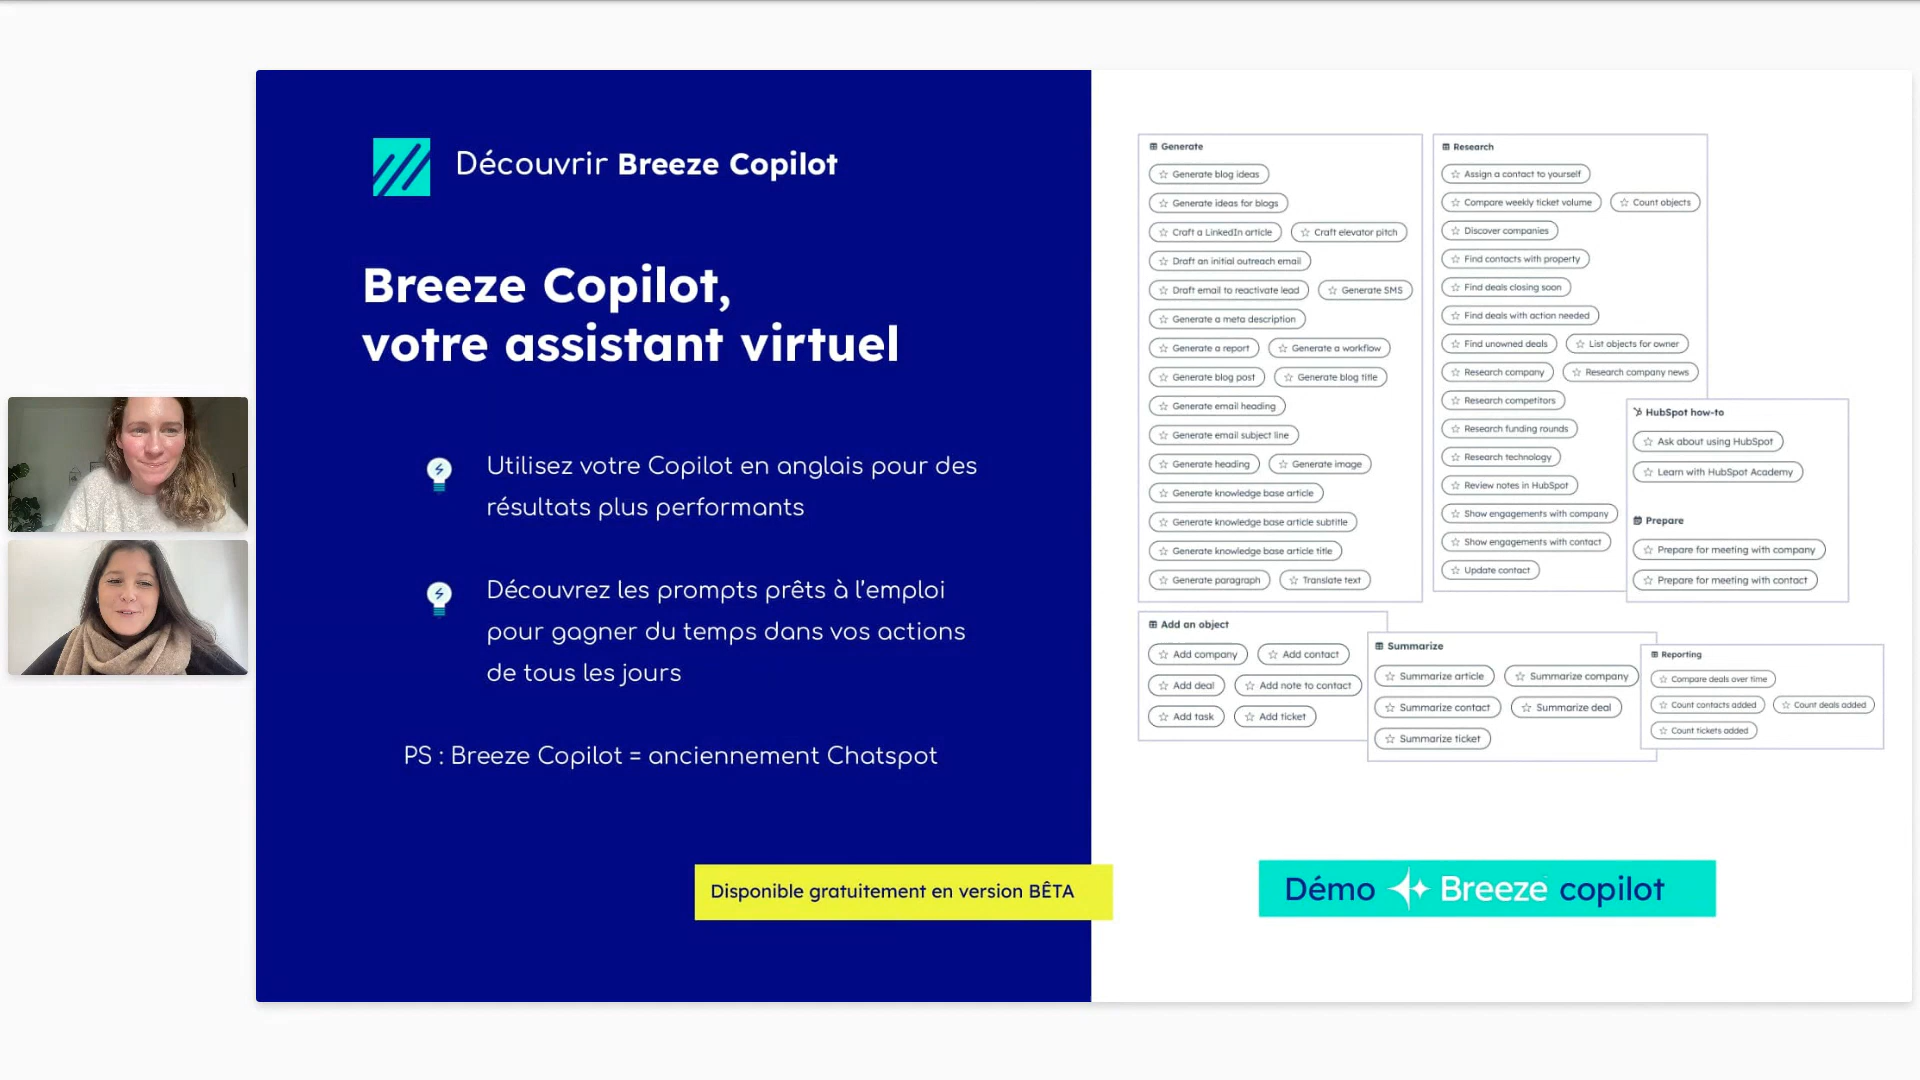 Découvrir Breeze Copilot
Breeze Copilot,
votre assistant virtuel
Utilisez votre Copilot en anglais pour des
résultats plus performants
Découvrez les prompts prêts à l'emploi
pour gagner du temps dans vos actions
de tous les jours
PS : Breeze Copilot = anciennement Chatspot
Disponible gratuitement en version BÊTA
Generate
Generate blog ideas
Generate ideas for blogs
Craft a LinkedIn article Craft elevator pitch
Draft an initial outreach email
Draft email to reactivate lead Generate SMS
Generate a meta description
Generate a report Generate a workflow
Generate blog post Generate blog title
Generate email heading
Generate email subject line
Generate heading Generate image
Generate knowledge base article
Generate knowledge base article subtitle
Generate knowledge base article title
Generate paragraph Translate text
Research
Assign a contact to yourself
Compare weekly ticket volume Count objects
Discover companies
Find contacts with property
Find deals closing soon
Find deals with action needed
Find unowned deals List objects for owner
Research company Research company news
Research competitors
Research funding rounds
Research technology
Review notes in HubSpot
Show engagements with company
Show engagements with contact
Update contact
HubSpot how-to
Ask about using HubSpot
Learn with HubSpot Academy
Prepare
Prepare for meeting with company
Prepare for meeting with contact
Add an object
Add company Add contact
Add deal Add note to contact
Add task Add ticket
Summarize
Summarize article Summarize company
Summarize contact Summarize deal
Summarize ticket
Reporting
Compare deals over time
Count contacts added Count deals added
Count tickets added
Démo Breeze copilot